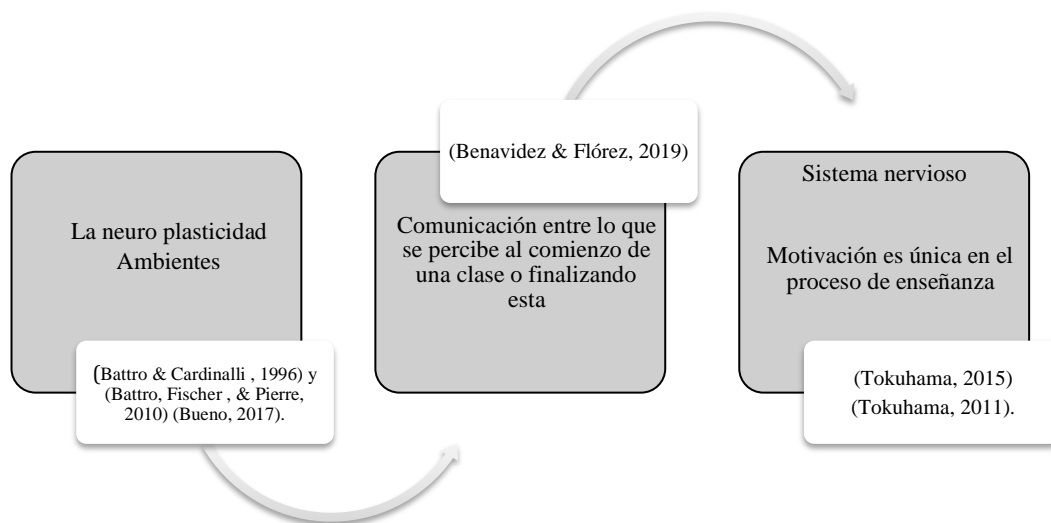 La neuro plasticidad
Ambientes
(Battro & Cardinalli , 1996) y
(Battro, Fischer , & Pierre,
2010) (Bueno, 2017).
(Benavidez & Flórez, 2019)
Comunicación entre lo que
se percibe al comienzo de
una clase o finalizando
esta
Sistema nervioso
Motivación es única en el
proceso de enseñanza
(Tokuhama, 2015)
(Tokuhama, 2011).